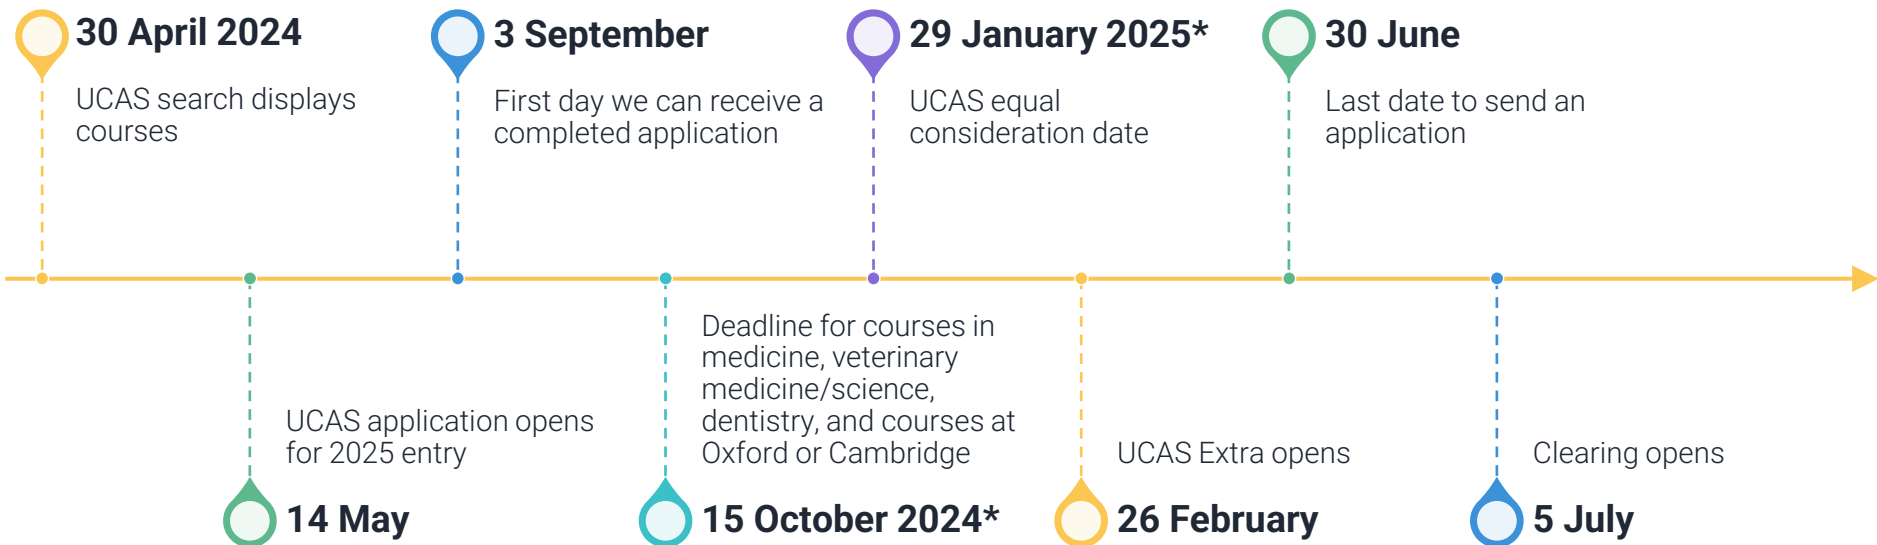 30 April 2024
UCAS search displays
courses
14 May
UCAS application opens
for 2025 entry
3 September
First day we can receive a
completed application
15 October 2024*
Deadline for courses in
medicine, veterinary
medicine/science,
dentistry, and courses at
Oxford or Cambridge
29 January 2025*
UCAS equal
consideration date
26 February
UCAS Extra opens
30 June
Last date to send an
application
5 July
Clearing opens